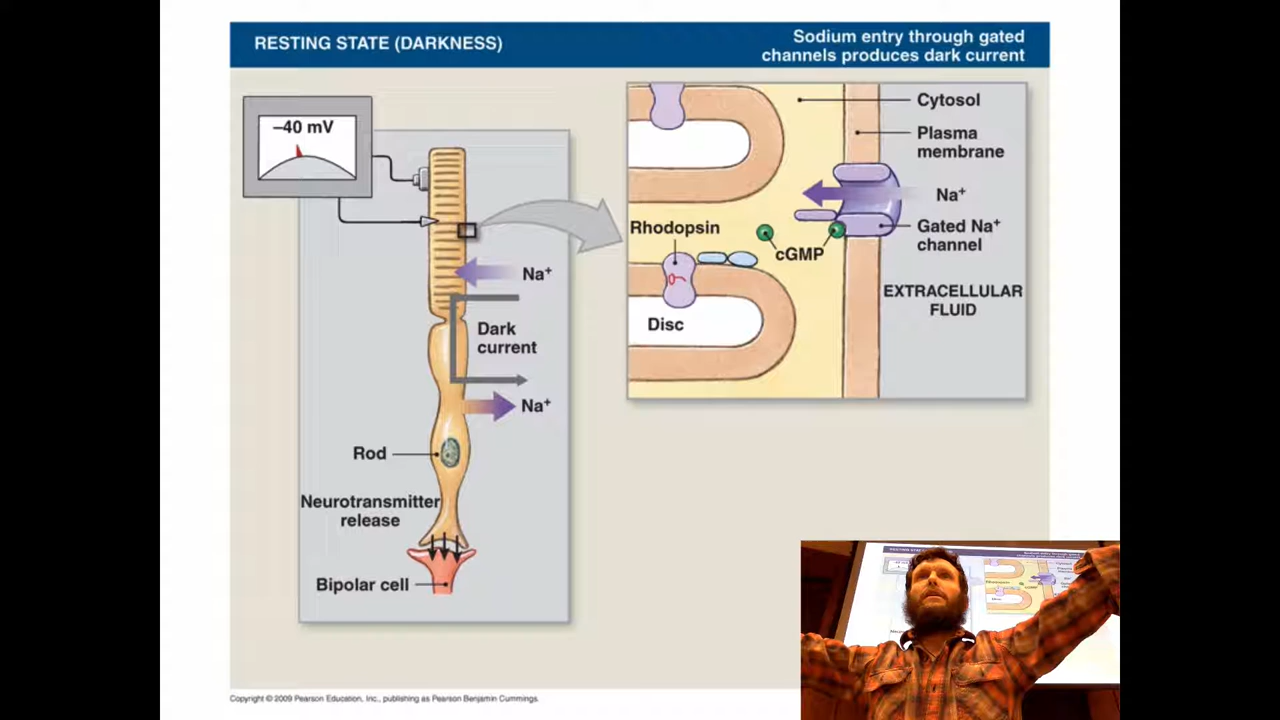 RESTING STATE (DARKNESS)
Sodium entry through gated
channels produces dark current
–40 mV
Na⁺
Dark
current
Na⁺
Rod
Neurotransmitter
release
Bipolar cell
Cytosol
Plasma
membrane
Na⁺
Rhodopsin
cGMP
Gated Na⁺
channel
EXTRACELLULAR
FLUID
Disc
Copyright © 2009 Pearson Education, Inc., publishing as Pearson Benjamin Cummings.